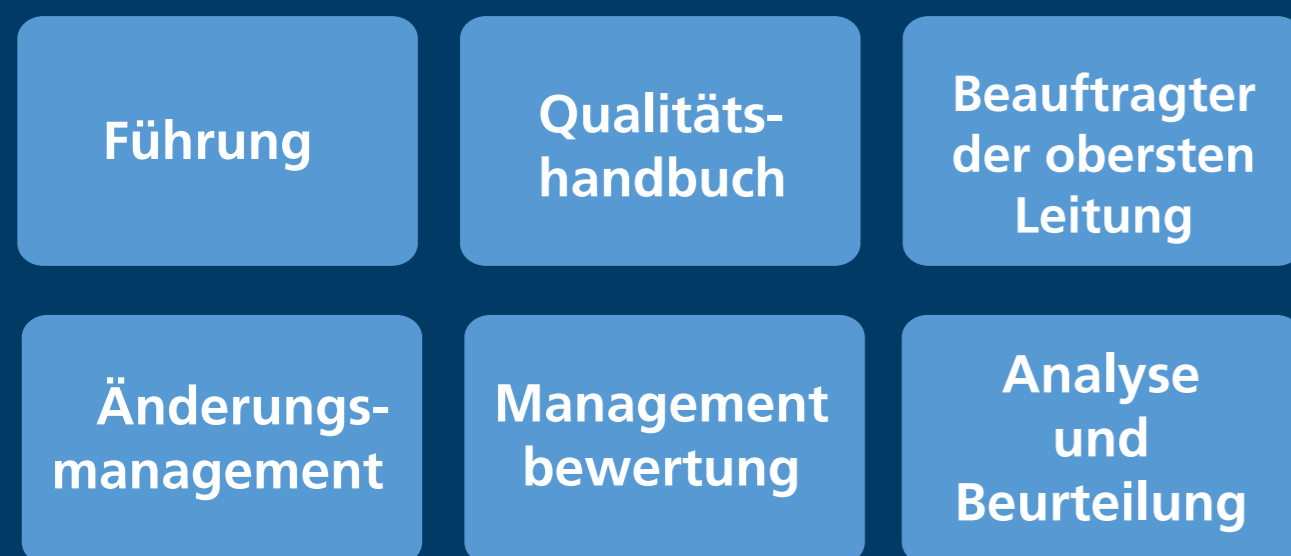 Führung
Qualitäts-
handbuch
Beauftragter
der obersten
Leitung
Änderungs-
management
Management
bewertung
Analyse
und
Beurteilung